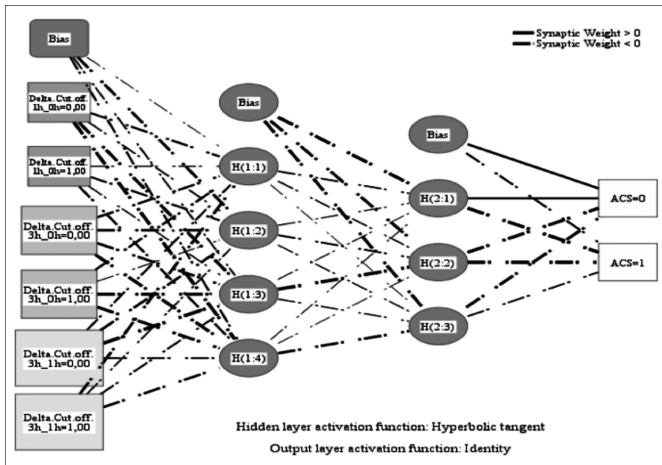 Synaptic Weight > 0
Synaptic Weight < 0
Bias
Delta.Cut.off.
1h_0h=0,00
Delta.Cut.off.
1h_0h=1,00
Delta.Cut.off.
3h_0h=0,00
Delta.Cut.off.
3h_0h=1,00
Delta.Cut.off.
3h_1h=0,00
Delta.Cut.off.
3h_1h=1,00
Bias
H(1:1)
H(1:2)
H(1:3)
H(1:4)
Bias
H(2:1)
H(2:2)
H(2:3)
ACS=0
ACS=1
Hidden layer activation function: Hyperbolic tangent
Output layer activation function: Identity